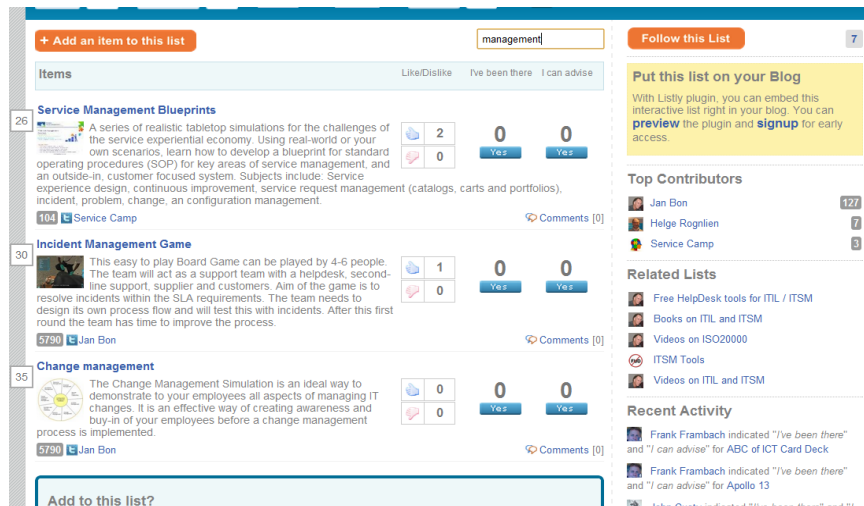 + Add an item to this list
management
Items
Like/Dislike
I've been there
I can advise
26
Service Management Blueprints
A series of realistic tabletop simulations for the challenges of
the service experiential economy. Using real-world or your
own scenarios, learn how to develop a blueprint for standard
operating procedures (SOP) for key areas of service management, and
an outside-in, customer focused system. Subjects include: Service
experience design, continuous improvement, service request management (catalogs, carts and portfolios),
incident, problem, change, an configuration management.
2
0
0
Yes
0
Yes
104 Service Camp
Comments [0]
30
Incident Management Game
This easy to play Board Game can be played by 4-6 people.
The team will act as a support team with a helpdesk, second-
line support, supplier and customers. Aim of the game is to
resolve incidents within the SLA requirements. The team needs to
design its own process flow and will test this with incidents. After this first
round the team has time to improve the process.
1
0
0
Yes
0
Yes
5790 Jan Bon
Comments [0]
35
Change management
The Change Management Simulation is an ideal way to
demonstrate to your employees all aspects of managing IT
changes. It is an effective way of creating awareness and
buy-in of your employees before a change management
process is implemented.
0
0
0
Yes
0
Yes
5790 Jan Bon
Comments [0]
Add to this list?
Follow this List
7
Put this list on your Blog
With Listly plugin, you can embed this
interactive list right in your blog. You can
preview the plugin and signup for early
access.
Top Contributors
Jan Bon 127
Helge Rognlien 7
Service Camp 3
Related Lists
Free HelpDesk tools for ITIL / ITSM
Books on ITIL and ITSM
Videos on ISO20000
ITSM Tools
Videos on ITIL and ITSM
Recent Activity
Frank Frambach indicated "I've been there"
and "I can advise" for ABC of ICT Card Deck
Frank Frambach indicated "I've been there"
and "I can advise" for Apollo 13